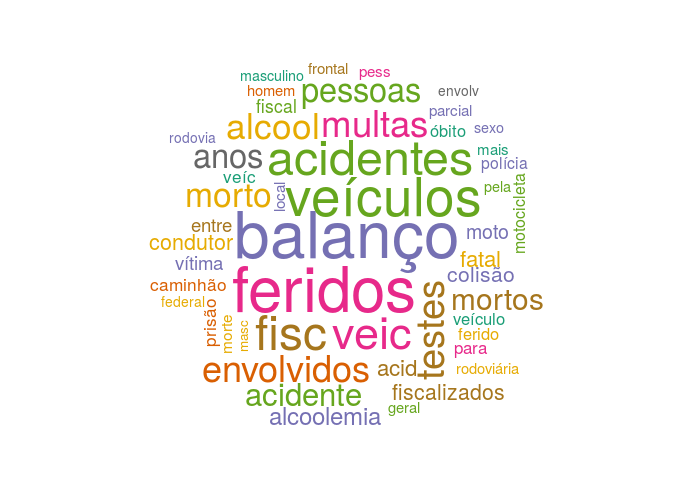 frontal
pess
masculino
homem
pessoas
envolv
fiscal
parcial
alcool
multas
óbito
sexo
rodovia
anos
acidentes
mais
polícia
veíc
morto
local
veículos
pela
motocicleta
entre
balanço
moto
condutor
vítima
fatal
colisão
caminhão
feridos
testes
mortos
federal
prisão
morte
masc
fisc
veic
veículo
ferido
para
envolvidos
acid
rodoviária
acidente
fiscalizados
alcoolemia
geral